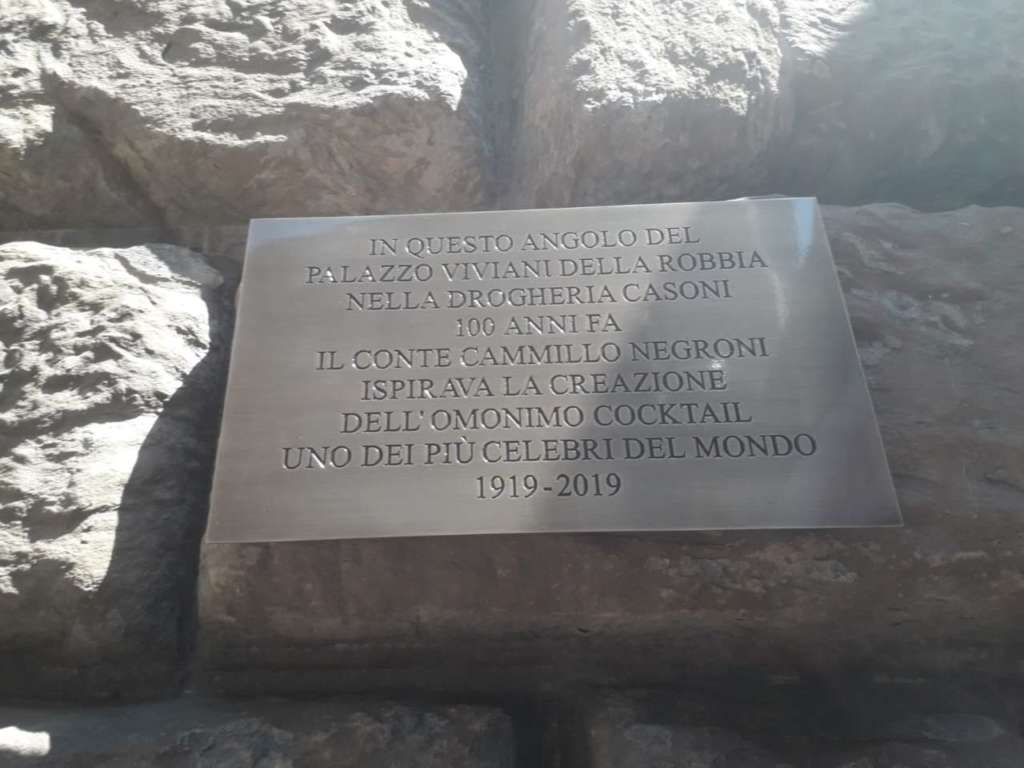 IN QUESTO ANGOLO DEL
PALAZZO VIVIANI DELLA ROBBIA
NELLA DROGHERIA CASONI
100 ANNI FA
IL CONTE CAMMILLO NEGRONI
ISPIRAVA LA CREAZIONE
DELL'OMONIMO COCKTAIL
UNO DEI PIÙ CELEBRI DEL MONDO
1919-2019